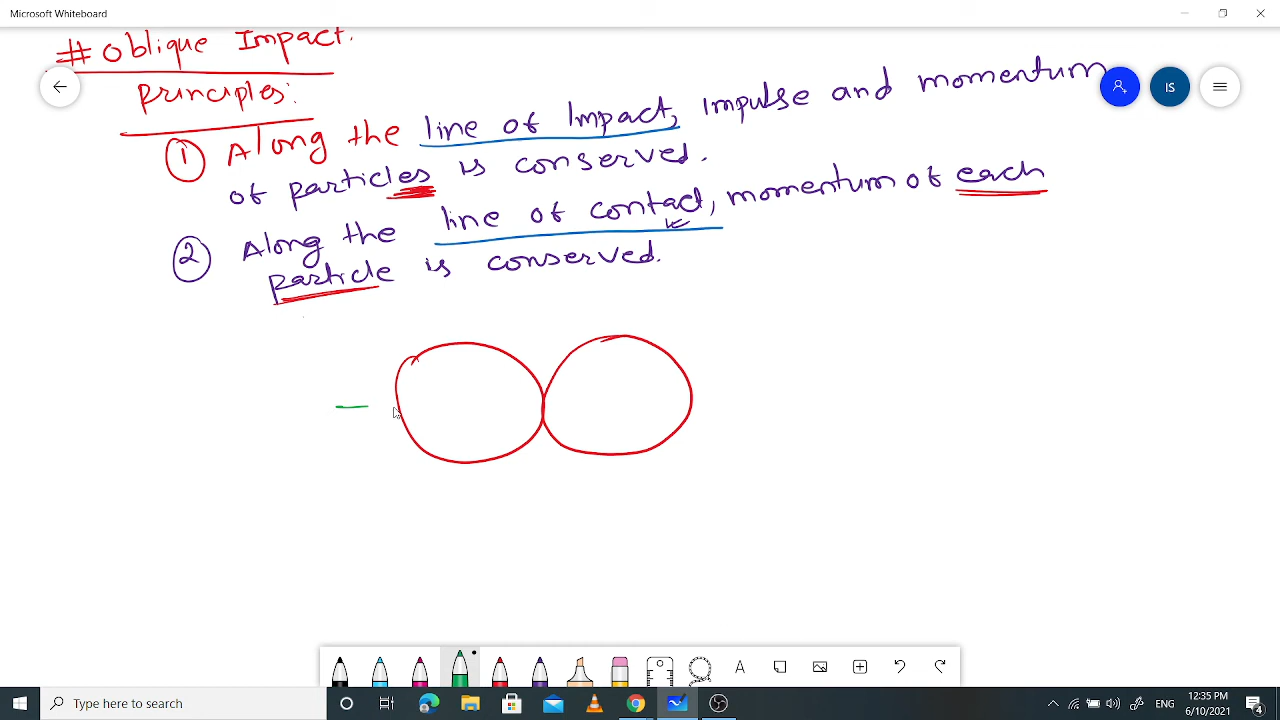 Microsoft Whiteboard
# Oblique Impact.
Principles:
① Along the line of Impact, impulse and momentum
of particles is conserved.
② Along the line of contact, momentum of each
particle is conserved.
IS
A
Type here to search
ENG
12:35 PM
6/10/2021
4